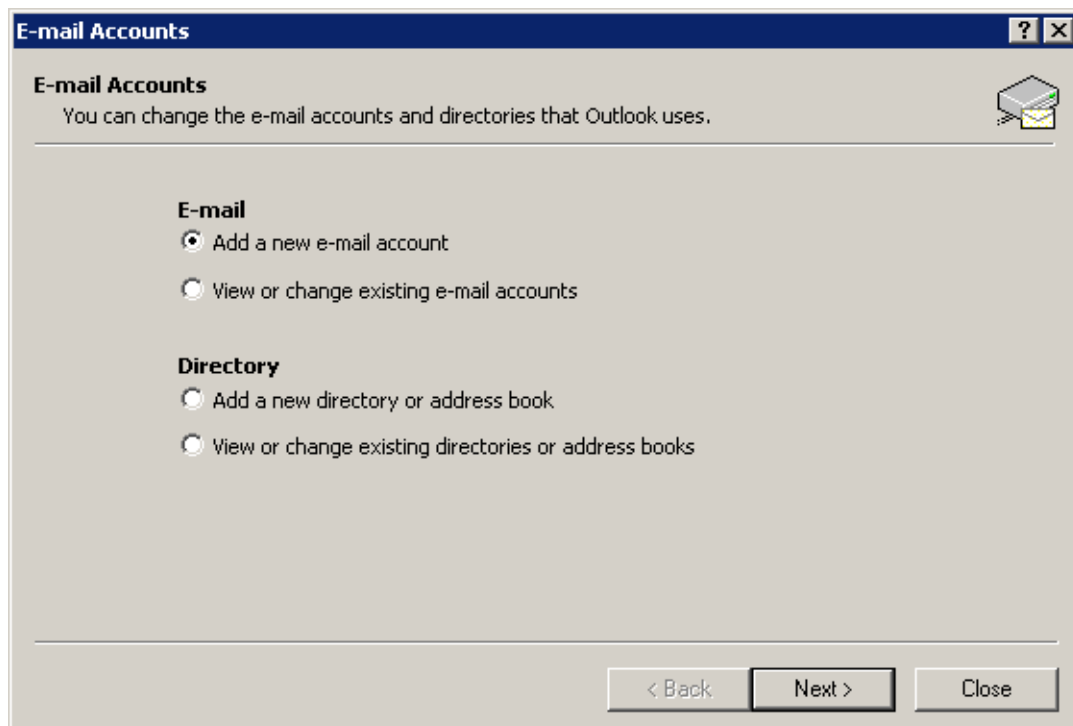 E-mail Accounts
E-mail Accounts
You can change the e-mail accounts and directories that Outlook uses.
E-mail
Add a new e-mail account
View or change existing e-mail accounts
Directory
Add a new directory or address book
View or change existing directories or address books
< Back
Next >
Close